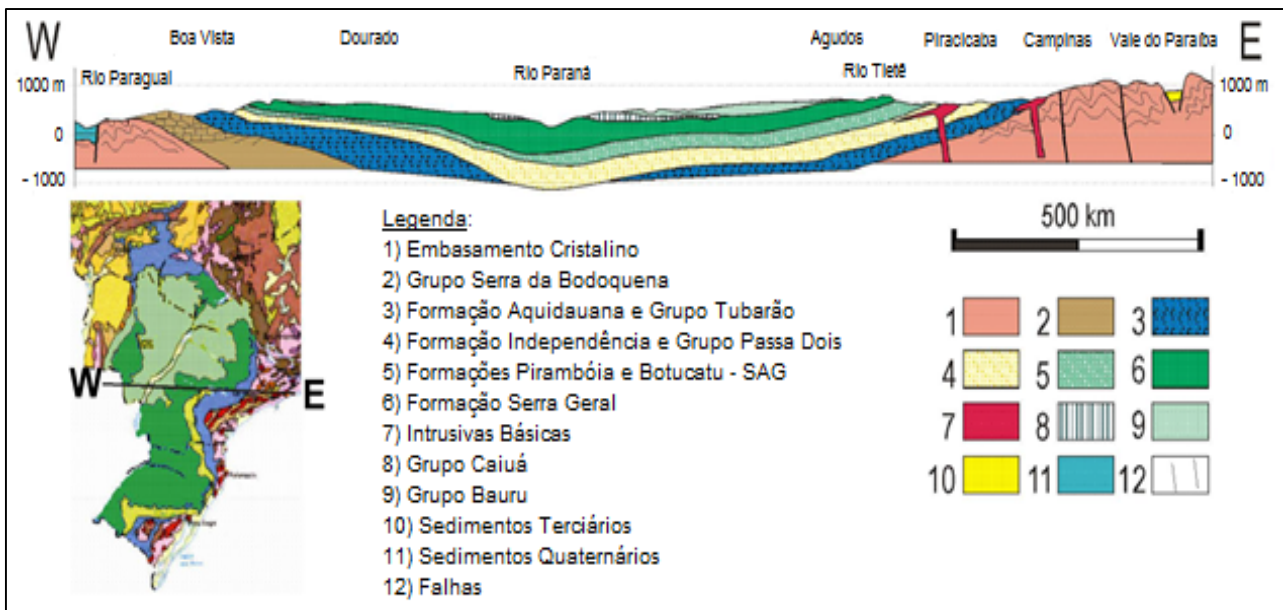 W
Boa Vista Dourado Agudos Piracicaba Campinas Vale do Paraíba
E
Rio Paraguai Rio Paraná Rio Tietê
1000 m 1000 m
0 0
- 1000 - 1000
Legenda:
1) Embasamento Cristalino
2) Grupo Serra da Bodoquena
3) Formação Aquidauana e Grupo Tubarão
4) Formação Independência e Grupo Passa Dois
5) Formações Pirambóia e Botucatu - SAG
6) Formação Serra Geral
7) Intrusivas Básicas
8) Grupo Caiuá
9) Grupo Bauru
10) Sedimentos Terciários
11) Sedimentos Quaternários
12) Falhas
W E
500 km
1 2 3
4 5 6
7 8 9
10 11 12